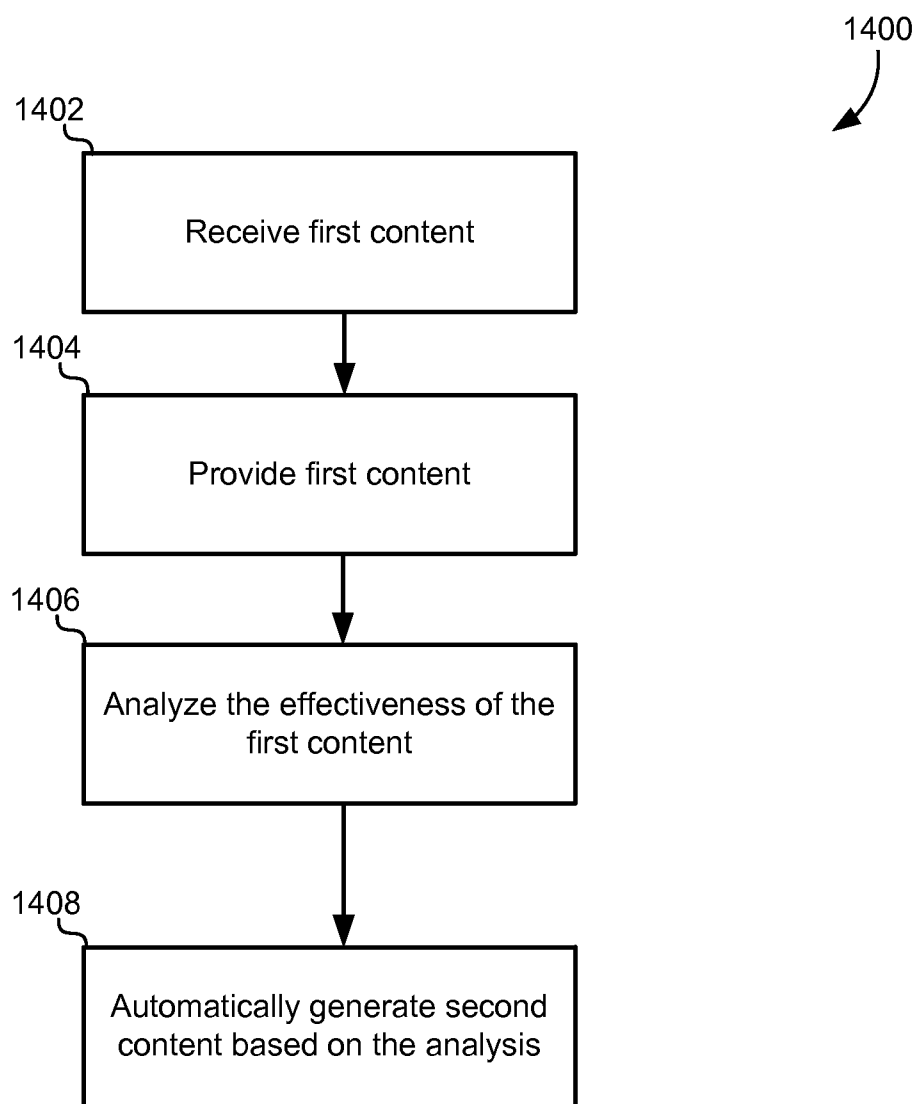 1400
1402
Receive first content
1404
Provide first content
1406
Analyze the effectiveness of the
first content
1408
Automatically generate second
content based on the analysis